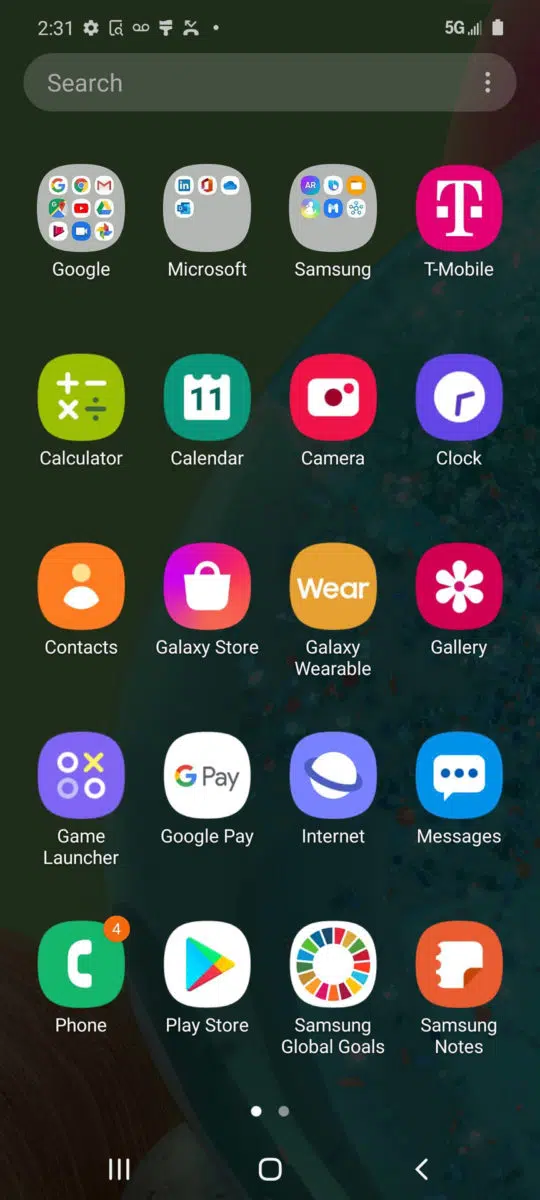 2:31
5G
Search
Google
Microsoft
Samsung
T-Mobile
Calculator
11
Calendar
Camera
Clock
Contacts
Galaxy Store
Wear
Galaxy
Wearable
Gallery
Game
Launcher
G Pay
Google Pay
Internet
Messages
4
Phone
Play Store
Samsung
Global Goals
Samsung
Notes